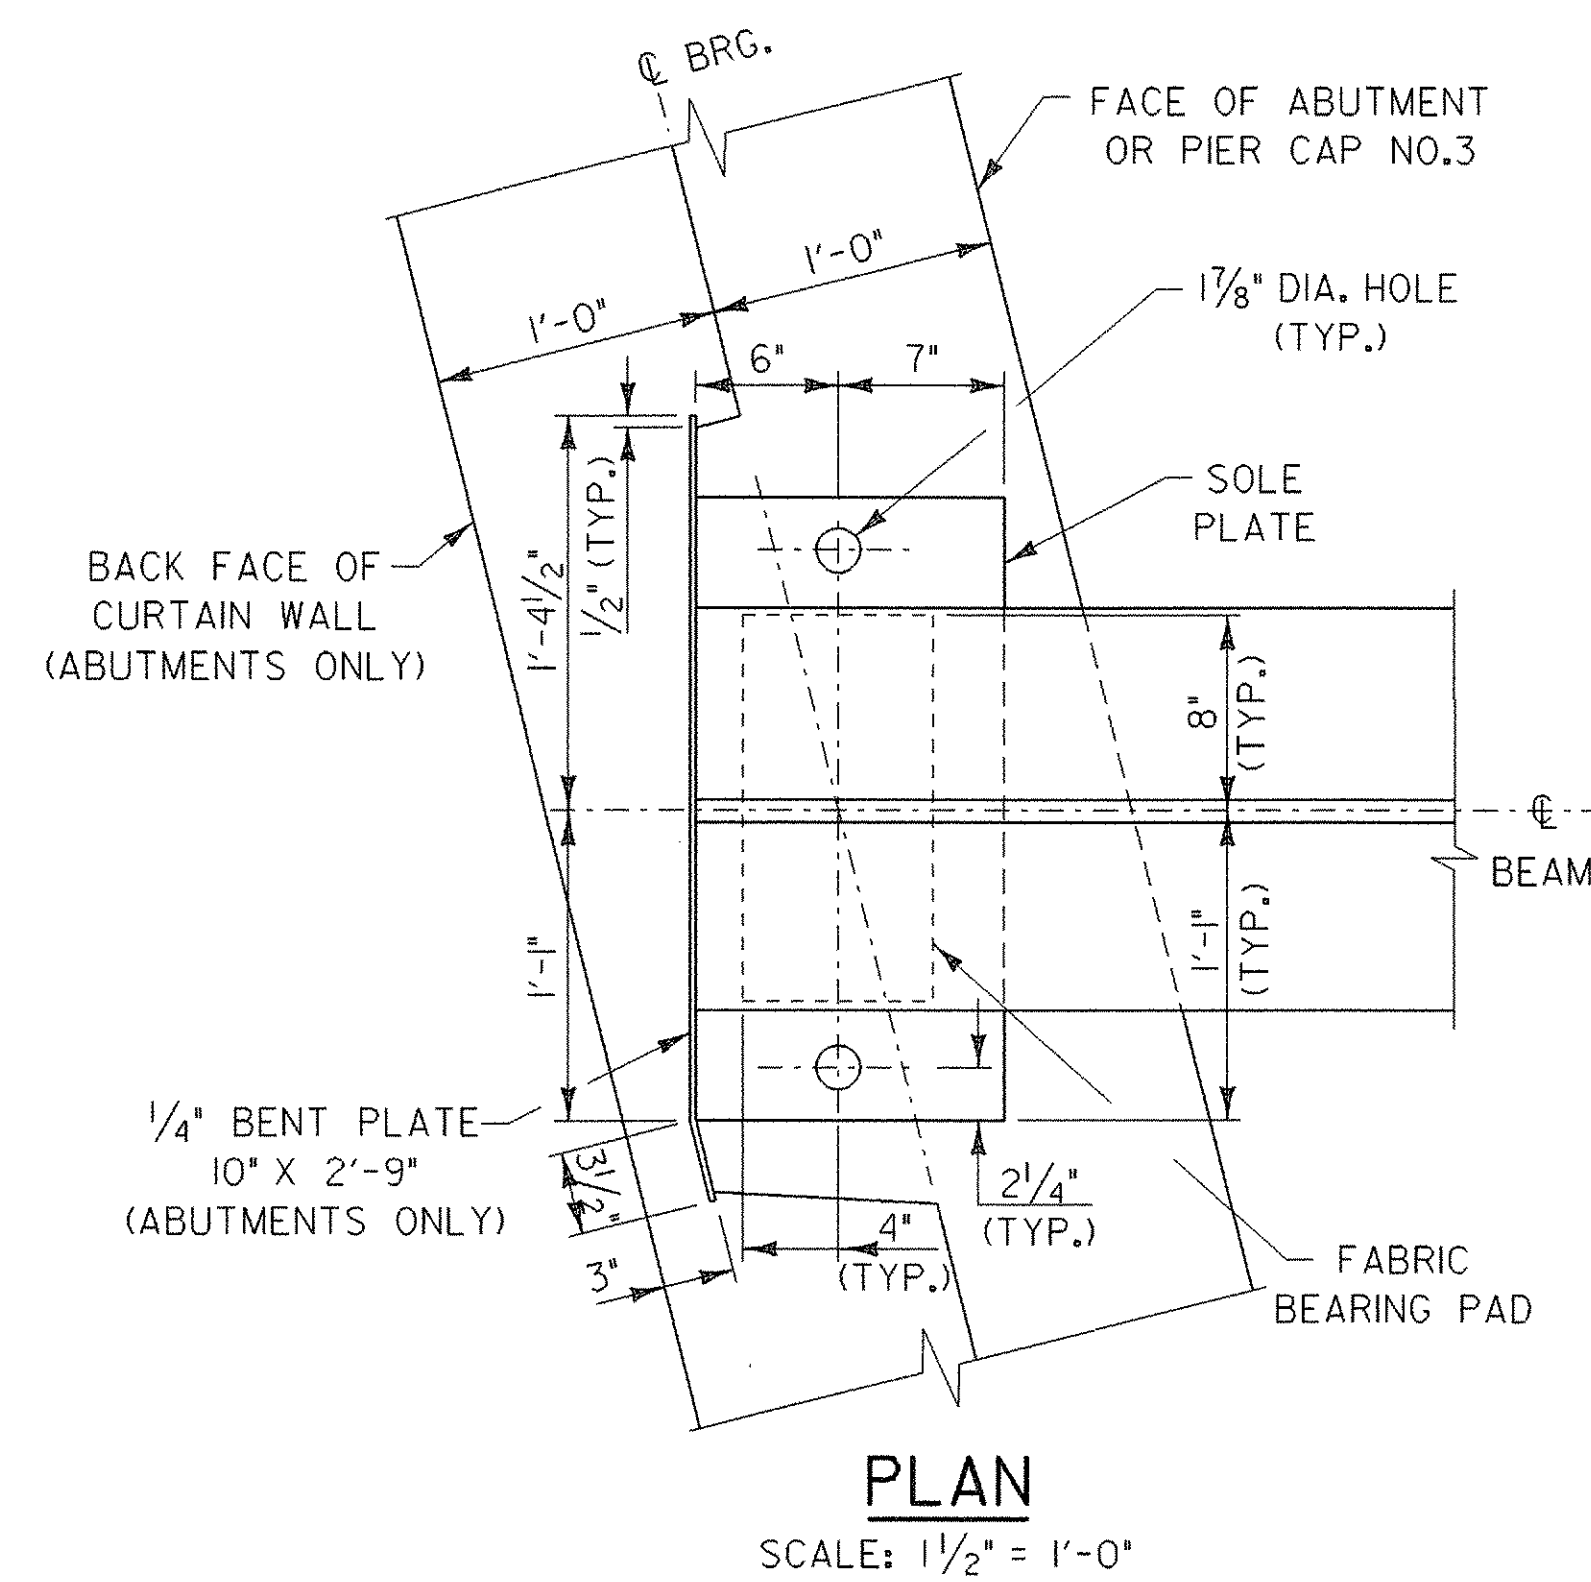 ℄ BRG.
FACE OF ABUTMENT
OR PIER CAP NO.3
1'-0"
1'-0"
1⅞" DIA. HOLE
(TYP.)
6"
7"
SOLE
PLATE
1'-4½"
½" (TYP.)
BACK FACE OF
CURTAIN WALL
(ABUTMENTS ONLY)
8"
(TYP.)
℄
BEAM
1'-1"
1'-1"
(TYP.)
¼" BENT PLATE
10" X 2'-9"
(ABUTMENTS ONLY)
3½"
3"
4"
(TYP.)
2¼"
(TYP.)
FABRIC
BEARING PAD
PLAN
SCALE: 1½" = 1'-0"